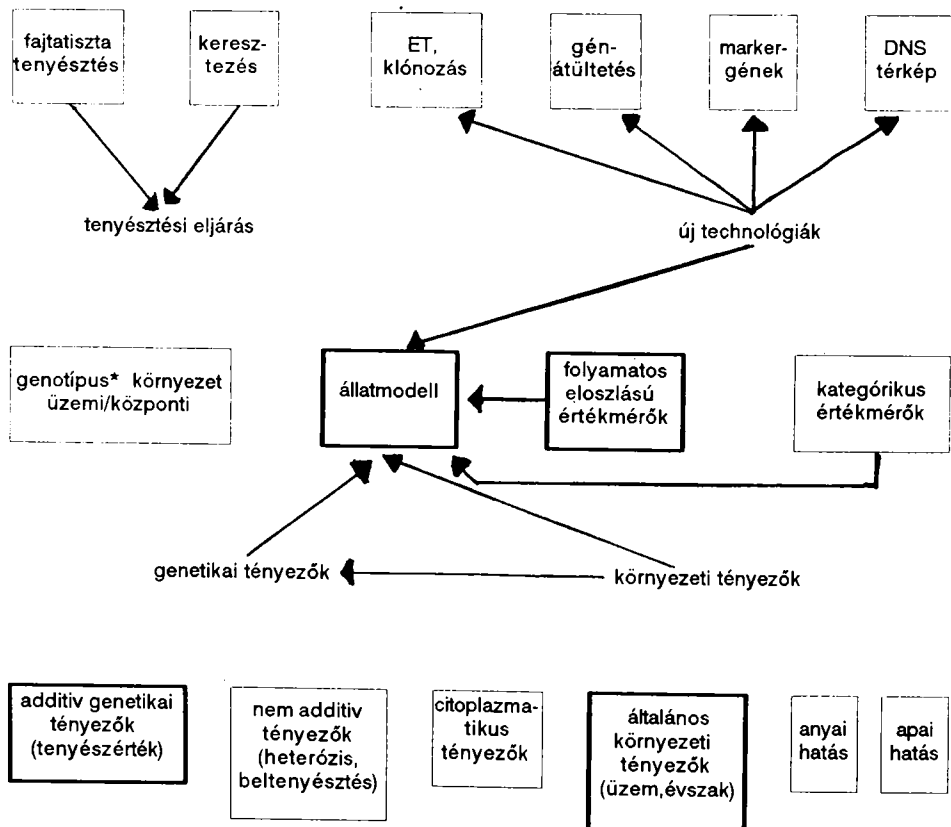 fajtatiszta
tenyésztés
keresz-
tezés
ET,
klónozás
gén-
átültetés
marker-
gének
DNS
térkép
tenyésztési eljárás
új technológiák
genotípus* környezet
üzemi/központi
állatmodell
folyamatos
eloszlású
értékmérők
kategórikus
értékmérők
genetikai tényezők
környezeti tényezők
additiv genetikai
tényezők
(tenyészérték)
nem additiv
tényezők
(heterózis,
beltenyésztés)
citoplazma-
tikus
tényezők
általános
környezeti
tényezők
(üzem,évszak)
anyai
hatás
apai
hatás